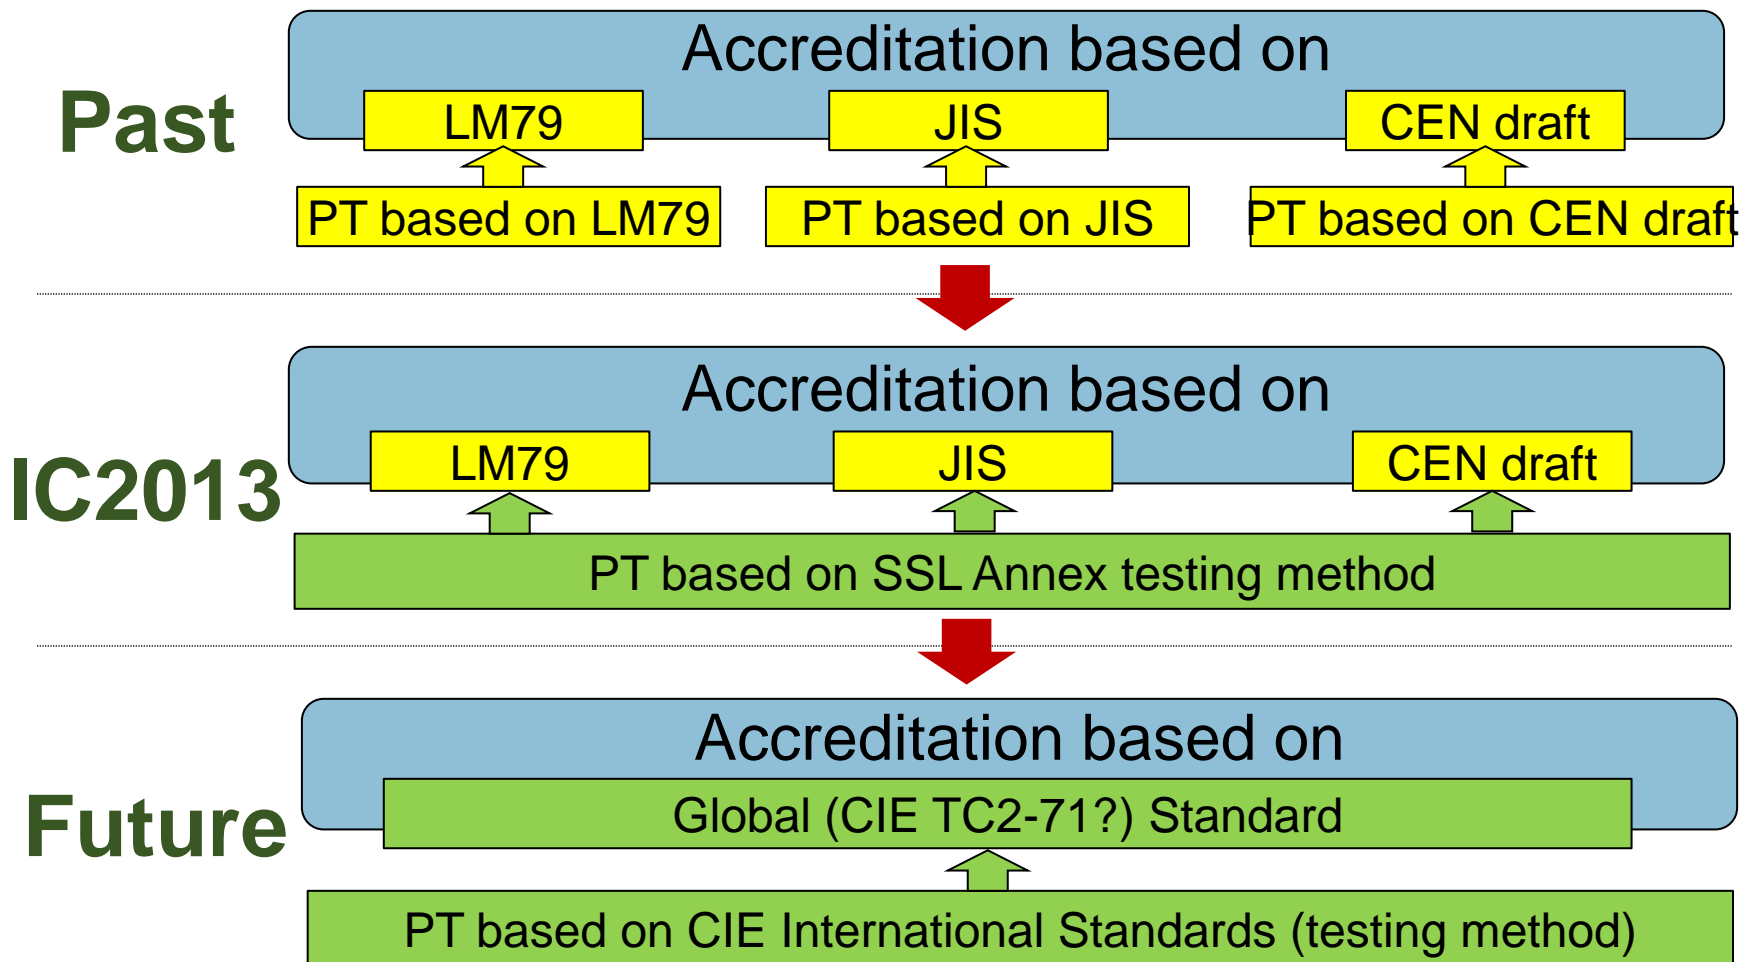 Past
Accreditation based on
LM79
JIS
CEN draft
PT based on LM79
PT based on JIS
PT based on CEN draft
IC2013
Accreditation based on
LM79
JIS
CEN draft
PT based on SSL Annex testing method
Future
Accreditation based on
Global (CIE TC2-71?) Standard
PT based on CIE International Standards (testing method)